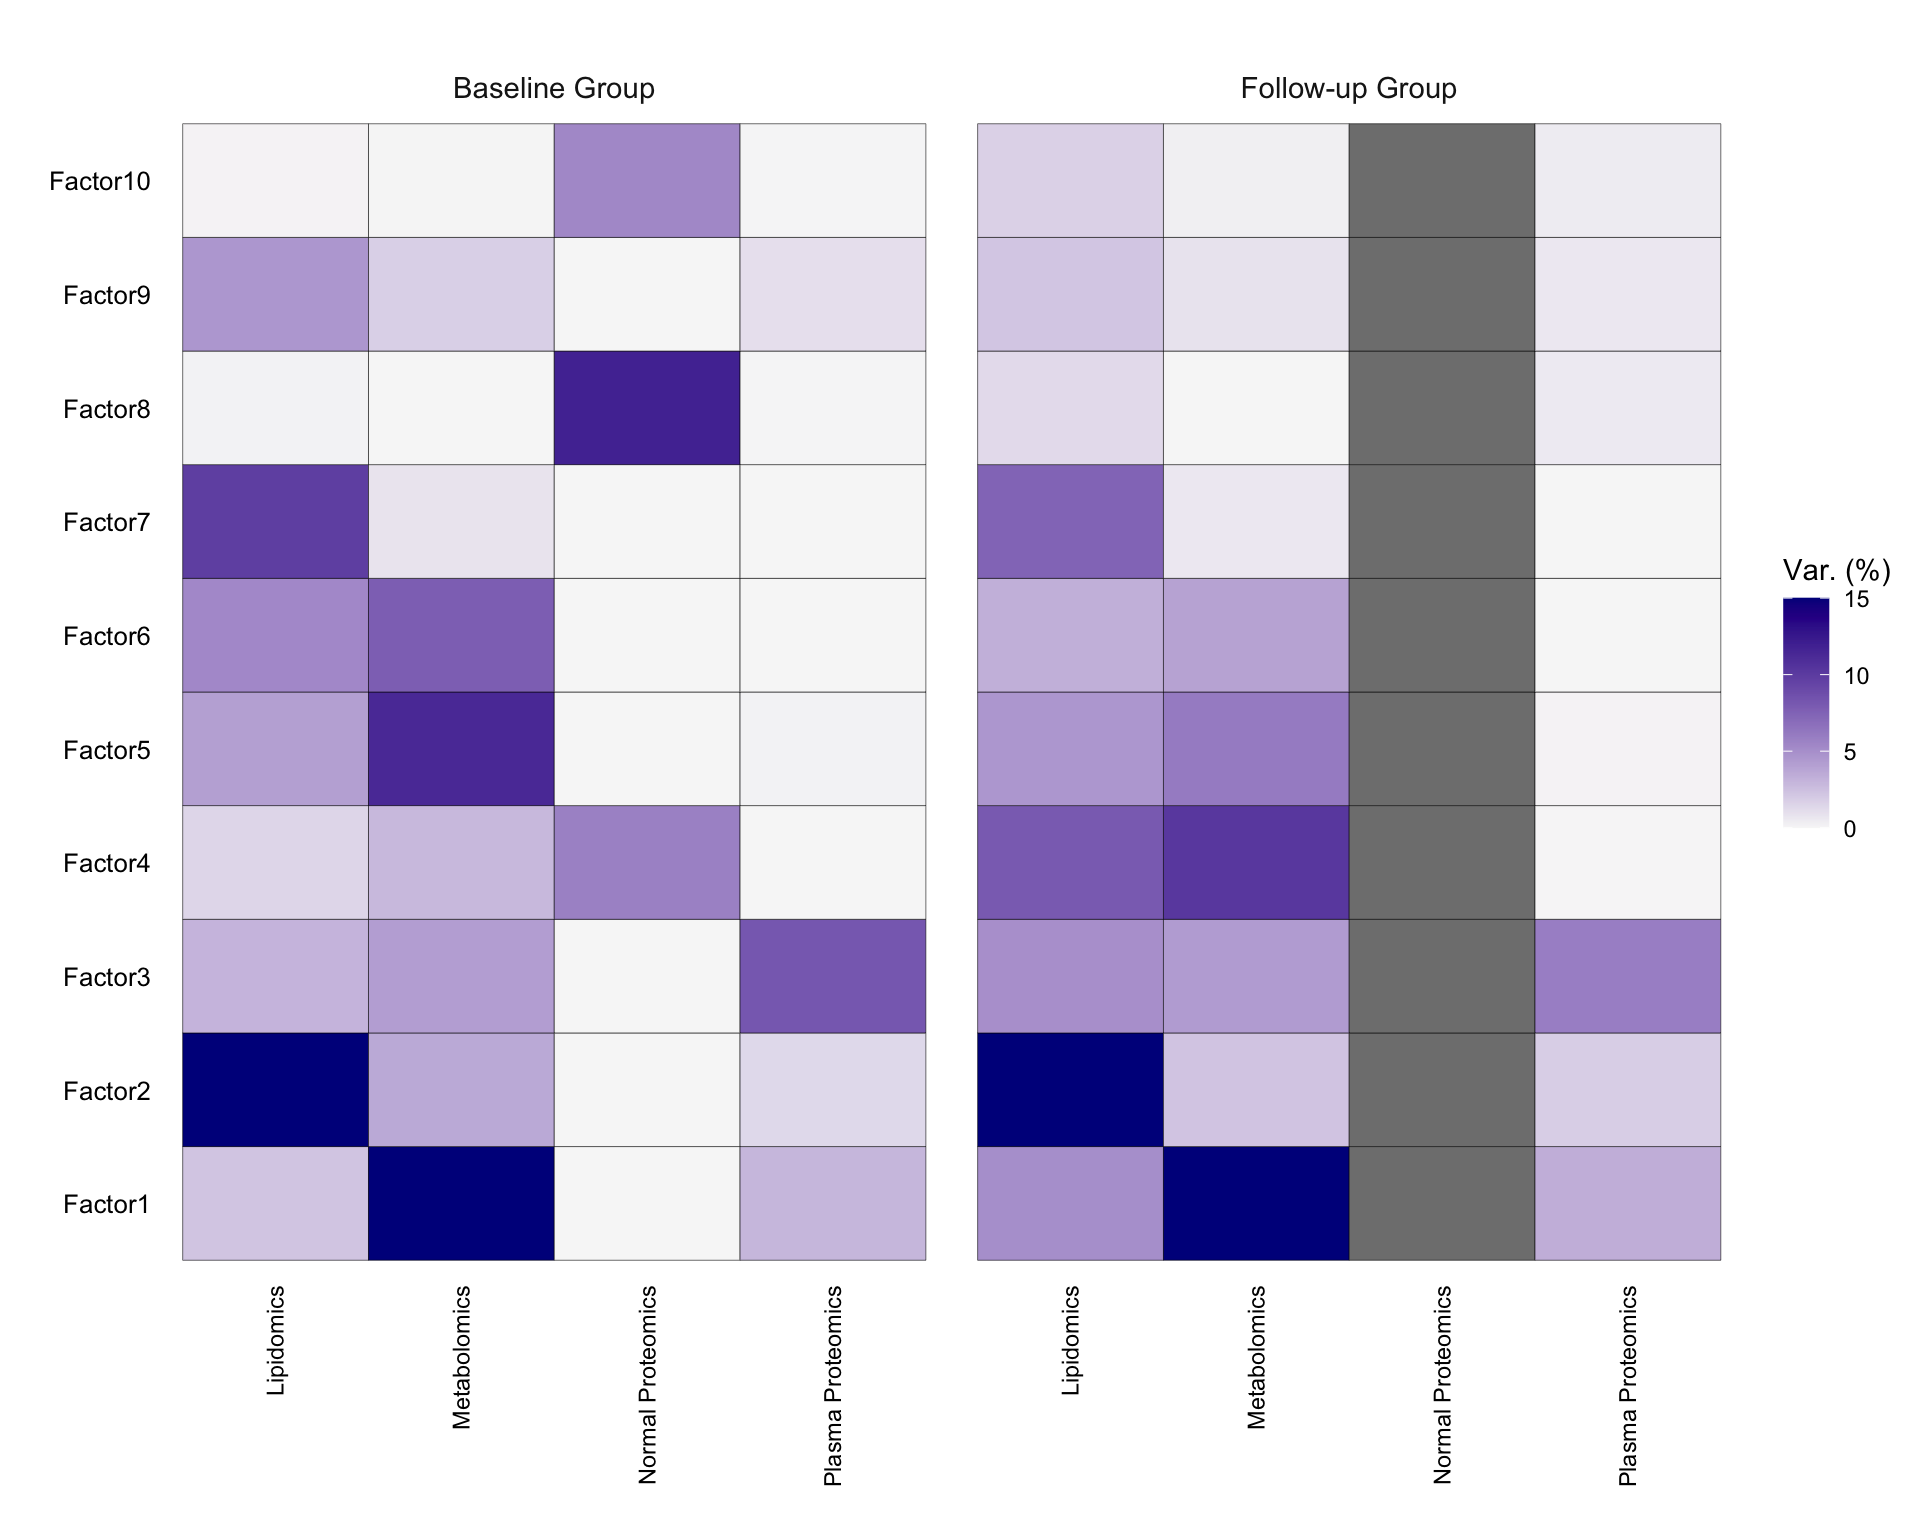 Baseline Group
Follow-up Group
Factor10
Factor9
Factor8
Factor7
Factor6
Factor5
Factor4
Factor3
Factor2
Factor1
Lipidomics
Metabolomics
Normal Proteomics
Plasma Proteomics
Lipidomics
Metabolomics
Normal Proteomics
Plasma Proteomics
Var. (%)
15
10
5
0